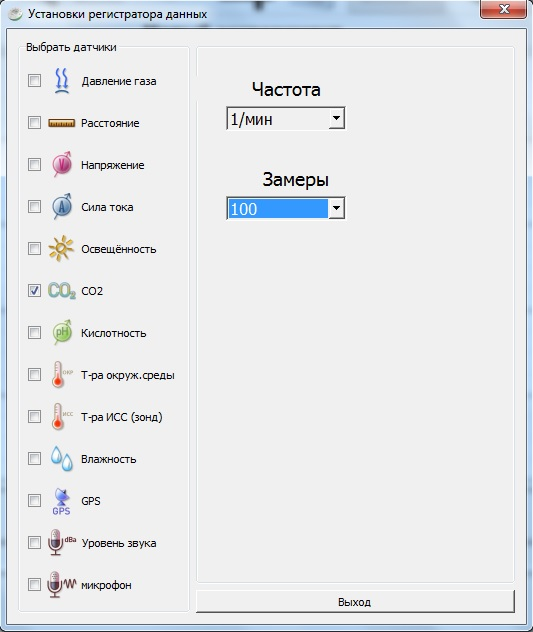 Установки регистратора данных
Выбрать датчики
Давление газа
Расстояние
V Напряжение
A Сила тока
Освещённость
CO2 CO2
pH Кислотность
ОКР Т-ра окруж.среды
ИСС Т-ра ИСС (зонд)
Влажность
GPS GPS
dBa Уровень звука
микрофон
Частота
1/мин
Замеры
100
Выход